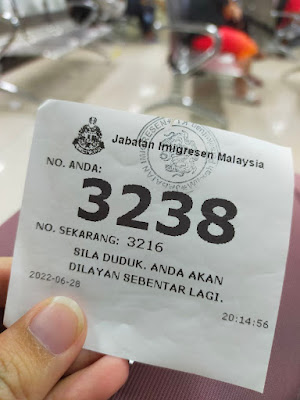 Jabatan Imigresen Malaysia
NO. ANDA:
3238
NO. SEKARANG: 3216
SILA DUDUK. ANDA AKAN
DILAYAN SEBENTAR LAGI.
2022-06-28 20:14:56